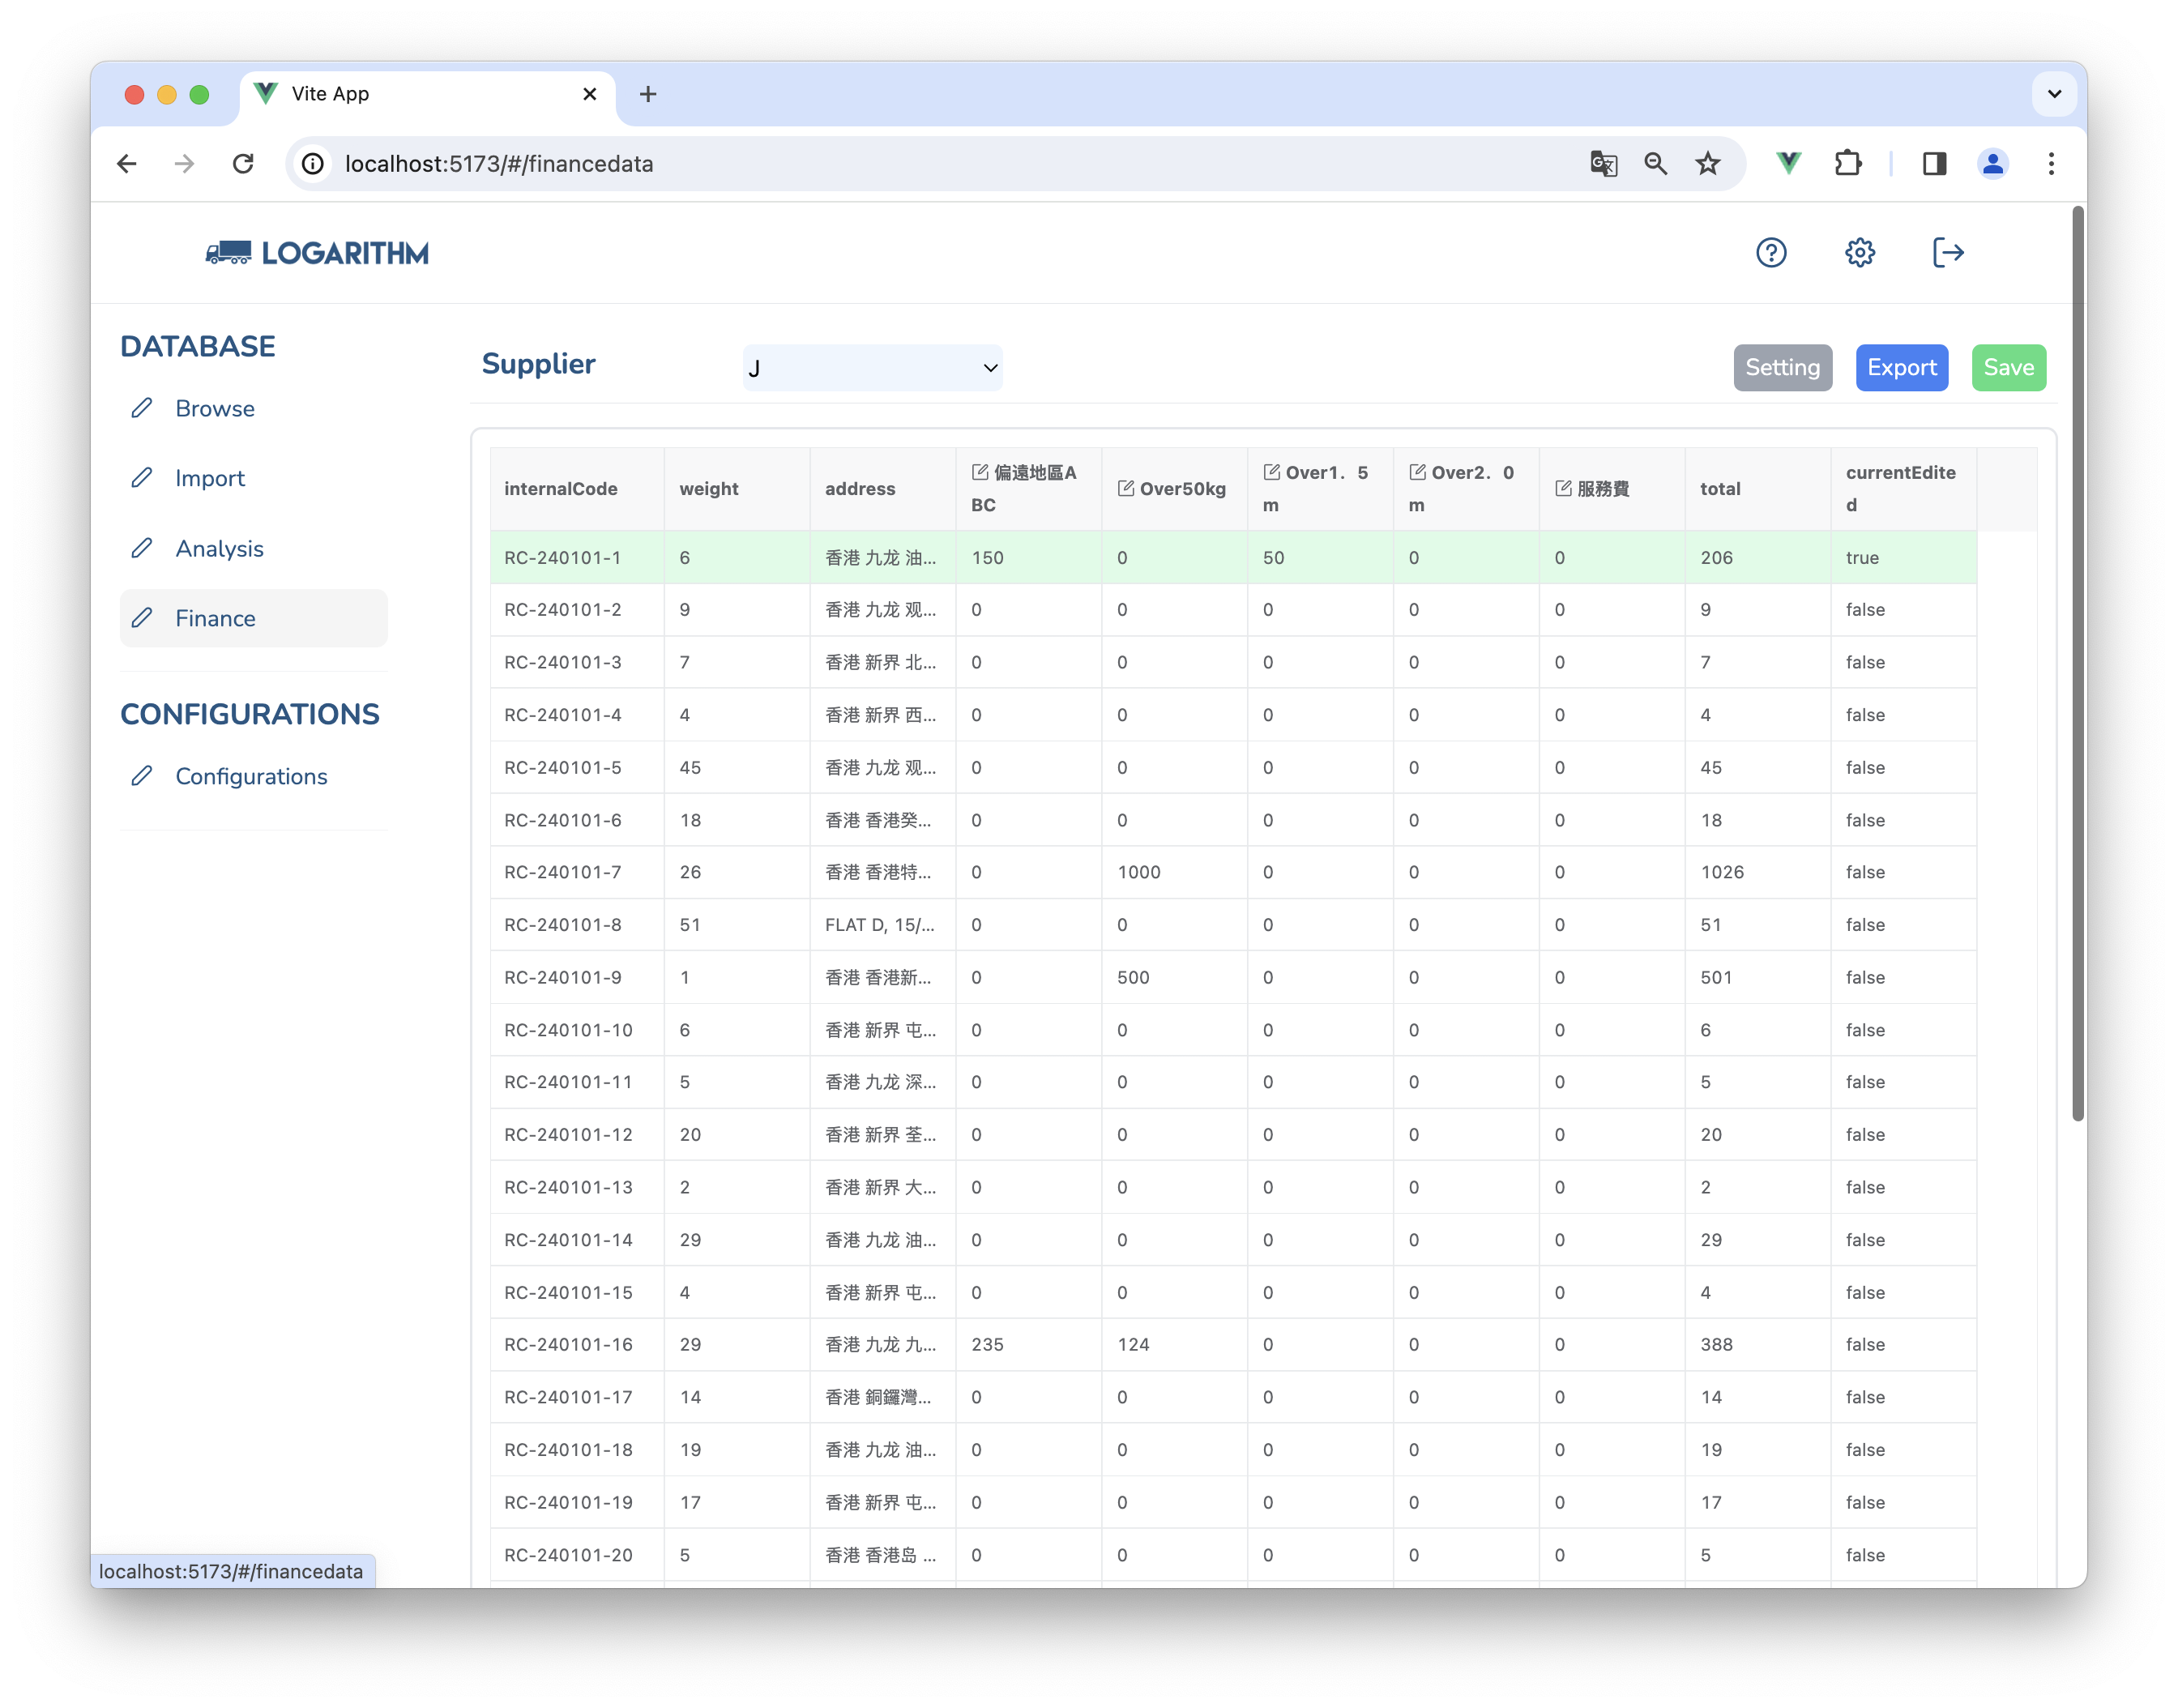 Vite App
localhost:5173/#/financedata
LOGARITHM
DATABASE
Browse
Import
Analysis
Finance
CONFIGURATIONS
Configurations
Supplier
J
Setting
Export
Save
internalCode weight address 偏遠地區ABC Over50kg Over1．5m Over2．0m 服務費 total currentEdited
RC-240101-1 6 香港 九龙 油... 150 0 50 0 0 206 true
RC-240101-2 9 香港 九龙 观... 0 0 0 0 0 9 false
RC-240101-3 7 香港 新界 北... 0 0 0 0 0 7 false
RC-240101-4 4 香港 新界 西... 0 0 0 0 0 4 false
RC-240101-5 45 香港 九龙 观... 0 0 0 0 0 45 false
RC-240101-6 18 香港 香港癸... 0 0 0 0 0 18 false
RC-240101-7 26 香港 香港特... 0 1000 0 0 0 1026 false
RC-240101-8 51 FLAT D, 15/... 0 0 0 0 0 51 false
RC-240101-9 1 香港 香港新... 0 500 0 0 0 501 false
RC-240101-10 6 香港 新界 屯... 0 0 0 0 0 6 false
RC-240101-11 5 香港 九龙 深... 0 0 0 0 0 5 false
RC-240101-12 20 香港 新界 荃... 0 0 0 0 0 20 false
RC-240101-13 2 香港 新界 大... 0 0 0 0 0 2 false
RC-240101-14 29 香港 九龙 油... 0 0 0 0 0 29 false
RC-240101-15 4 香港 新界 屯... 0 0 0 0 0 4 false
RC-240101-16 29 香港 九龙 九... 235 124 0 0 0 388 false
RC-240101-17 14 香港 銅鑼灣... 0 0 0 0 0 14 false
RC-240101-18 19 香港 九龙 油... 0 0 0 0 0 19 false
RC-240101-19 17 香港 新界 屯... 0 0 0 0 0 17 false
RC-240101-20 5 香港 香港岛 ... 0 0 0 0 0 5 false
localhost:5173/#/financedata